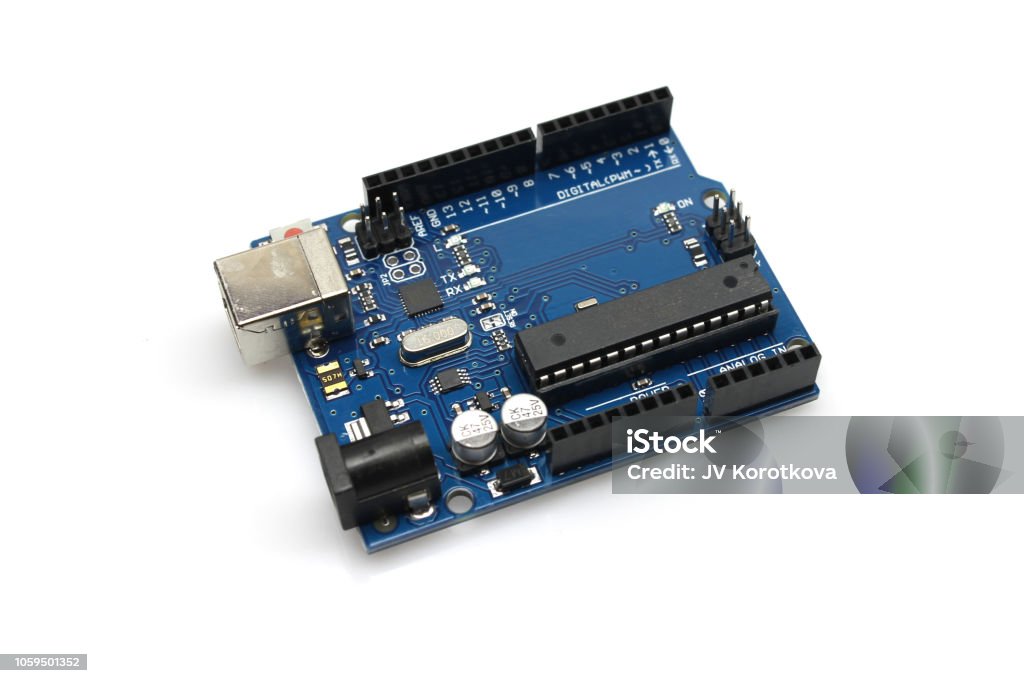 0
1
2
~3
4
~5
~6
7
8
~9
~10
~11
12
13
GND
AREF
RX
TX
DIGITAL(PWM~)
ON
L
TX
RX
JP2
16.000
ANALOG IN
POWER
CK
47
25V
CK
47
25V
iStock™
Credit: JV Korotkova
1059501352